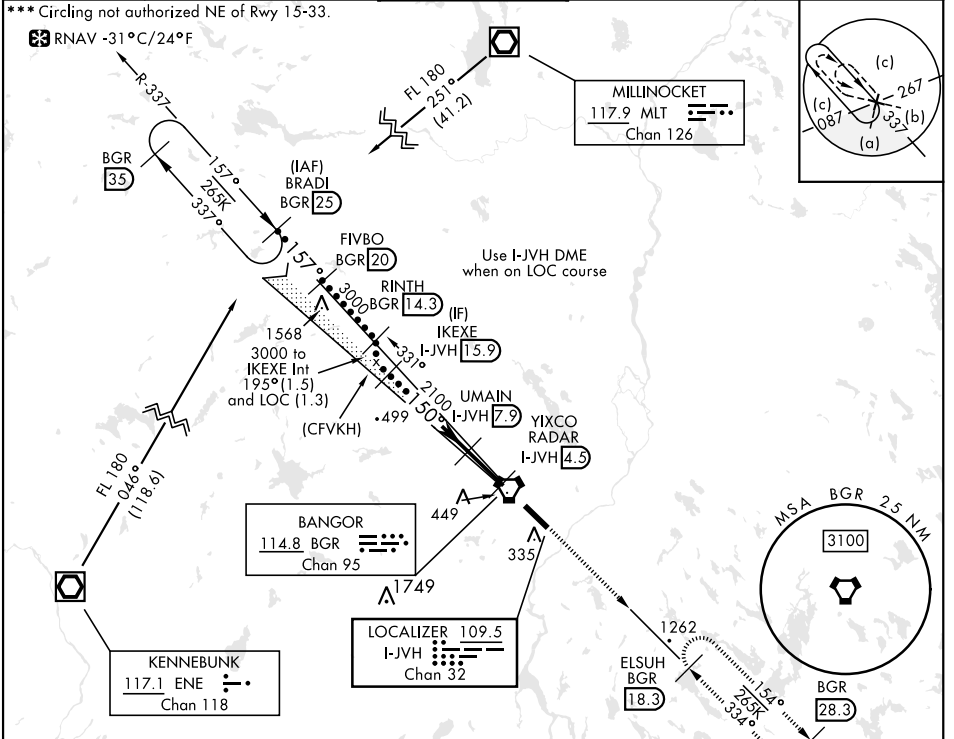 *** Circling not authorized NE of Rwy 15-33.
RNAV -31°C/24°F
R-337
FL 180
251°
(41.2)
MILLINOCKET
117.9 MLT
Chan 126
(c)
267
(c)
087
(b)
337
(a)
BGR
35
157°
265K
337°
(IAF)
BRADI
BGR 25
157°
FIVBO
BGR 20
Use I-JVH DME
when on LOC course
3000
RINTH
BGR 14.3
(IF)
IKEXE
I-JVH 15.9
331°
1568
3000 to
IKEXE Int
195° (1.5)
and LOC (1.3)
(CFVKH)
2100
150°
499
UMAIN
I-JVH 7.9
YIXCO
RADAR
I-JVH 4.5
FL 180
046°
(118.6)
449
BANGOR
114.8 BGR
Chan 95
335
1749
MSA BGR 25 NM
3100
LOCALIZER 109.5
I-JVH
Chan 32
KENNEBUNK
117.1 ENE
Chan 118
1262
ELSUH
BGR
18.3
154°
265K
334°
BGR
28.3